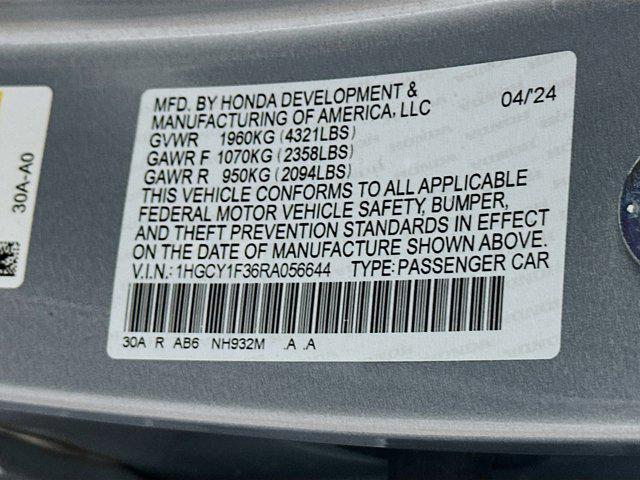 MFD. BY HONDA DEVELOPMENT &
MANUFACTURING OF AMERICA, LLC 04/'24
GVWR 1960KG (4321LBS)
GAWR F 1070KG (2358LBS)
GAWR R 950KG (2094LBS)
THIS VEHICLE CONFORMS TO ALL APPLICABLE
FEDERAL MOTOR VEHICLE SAFETY, BUMPER,
AND THEFT PREVENTION STANDARDS IN EFFECT
ON THE DATE OF MANUFACTURE SHOWN ABOVE.
V.I.N.: 1HGCY1F36RA056644 TYPE: PASSENGER CAR
30A R AB6 NH932M .A .A
30A-A0